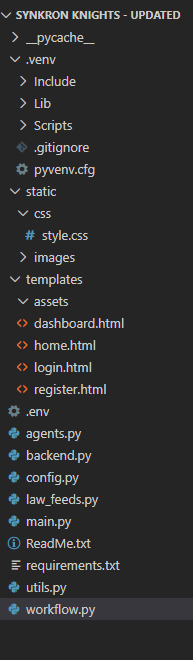 SYNKRON KNIGHTS - UPDATED
__pycache__
.venv
Include
Lib
Scripts
.gitignore
pyvenv.cfg
static
css
style.css
images
templates
assets
dashboard.html
home.html
login.html
register.html
.env
agents.py
backend.py
config.py
law_feeds.py
main.py
ReadMe.txt
requirements.txt
utils.py
workflow.py